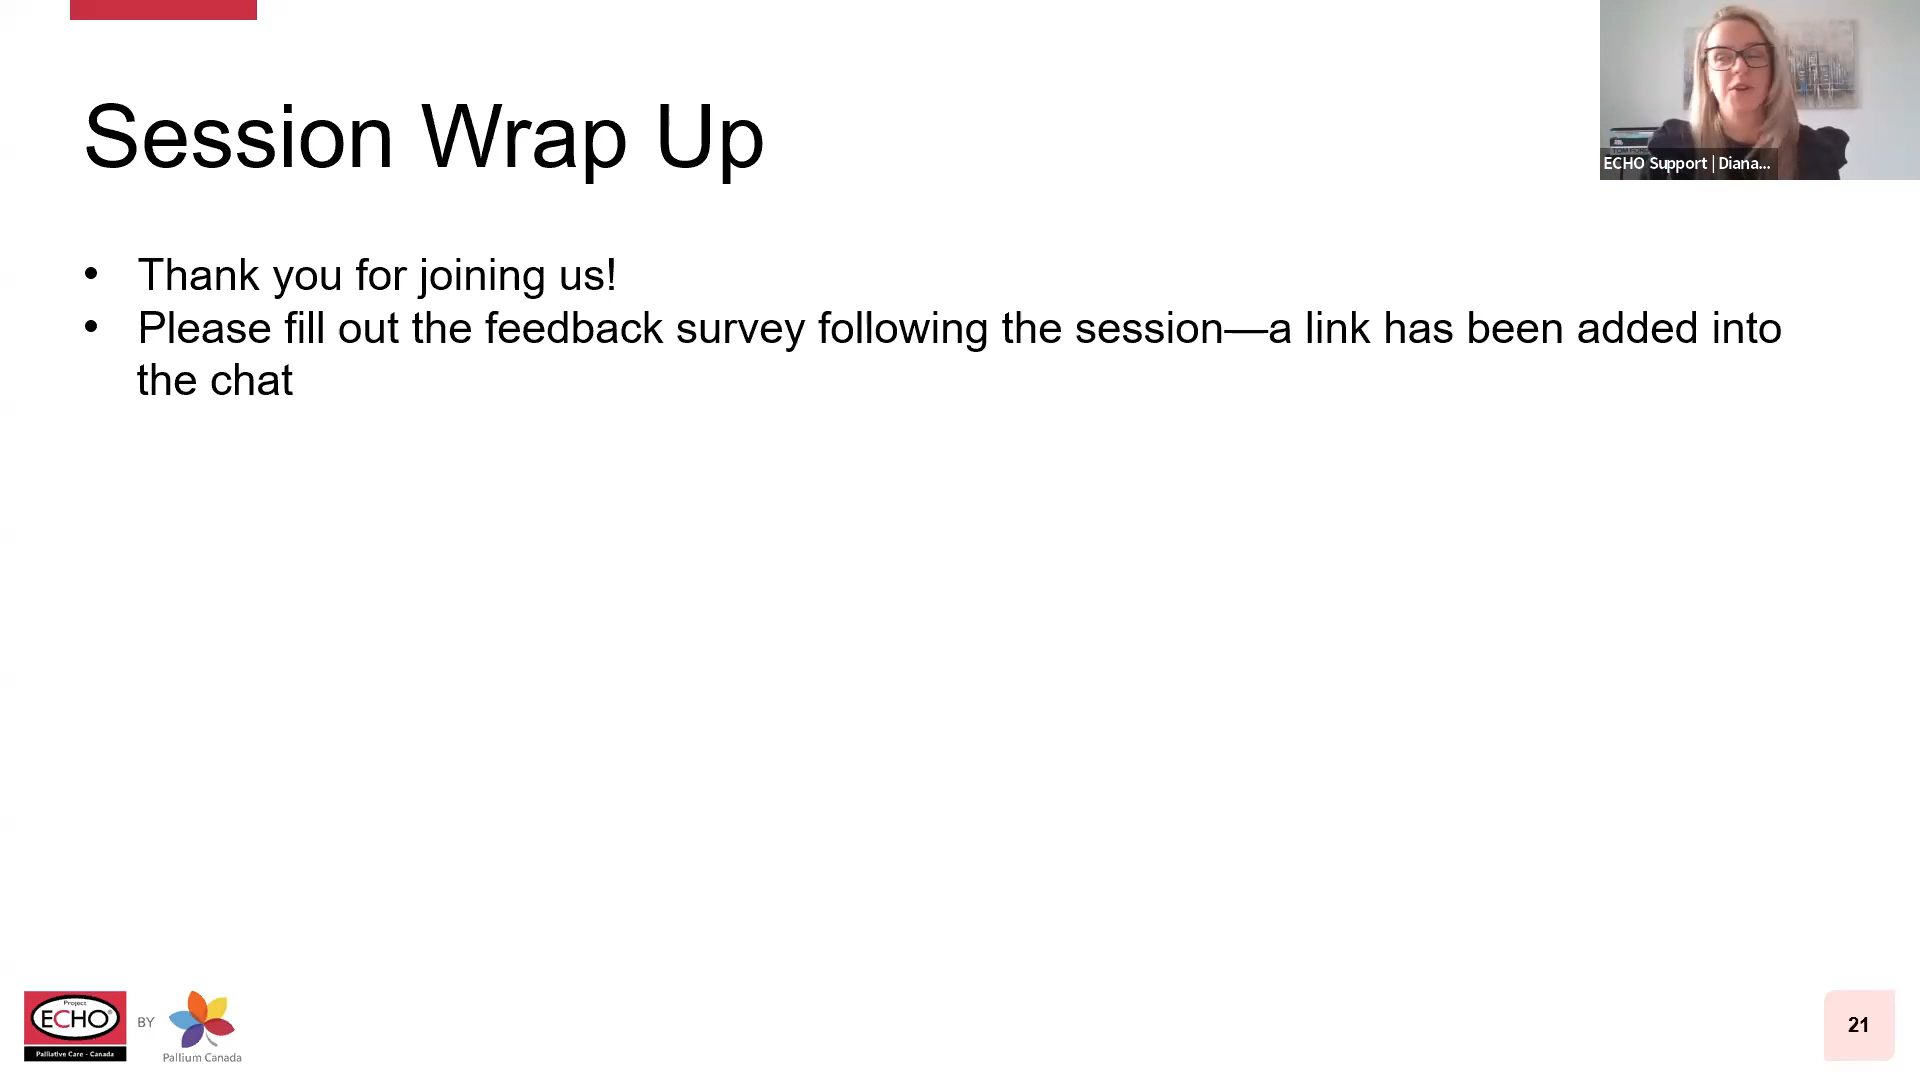 Session Wrap Up
ECHO Support | Diana...
• Thank you for joining us!
• Please fill out the feedback survey following the session—a link has been added into
the chat
Project
ECHO®
Palliative Care - Canada
BY
Pallium Canada
21